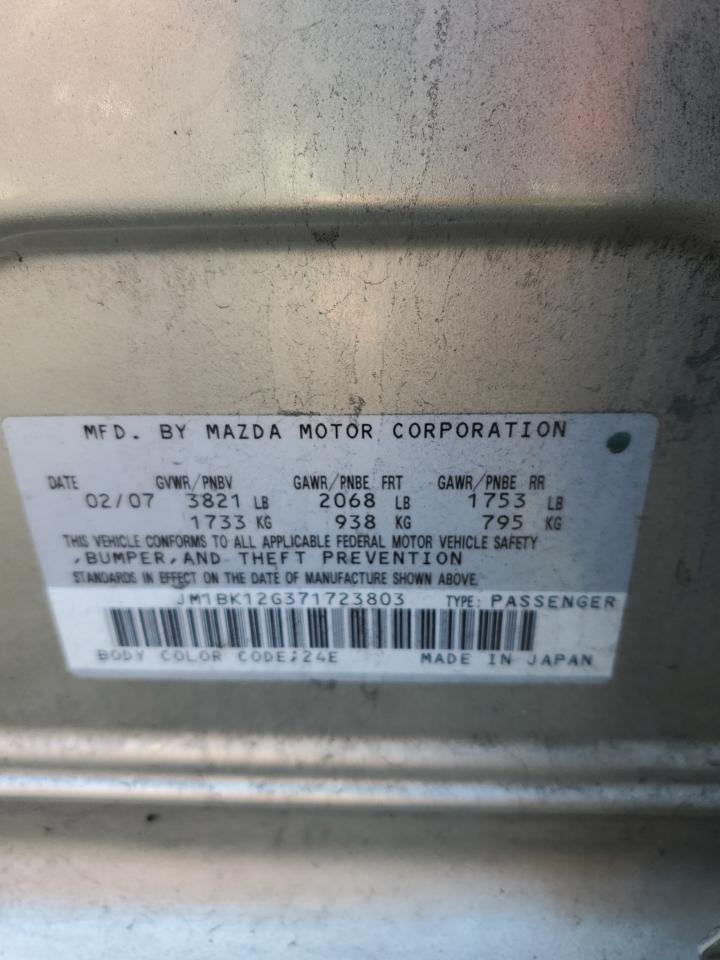 MFD. BY MAZDA MOTOR CORPORATION
DATE GVWR/PNBV GAWR/PNBE FRT GAWR/PNBE RR
02/07 3821 LB 2068 LB 1753 LB
1733 KG 938 KG 795 KG
THIS VEHICLE CONFORMS TO ALL APPLICABLE FEDERAL MOTOR VEHICLE SAFETY
,BUMPER,AND THEFT PREVENTION
STANDARDS IN EFFECT ON THE DATE OF MANUFACTURE SHOWN ABOVE.
JM1BK12G371723803 TYPE: PASSENGER
BODY COLOR CODE;24E MADE IN JAPAN